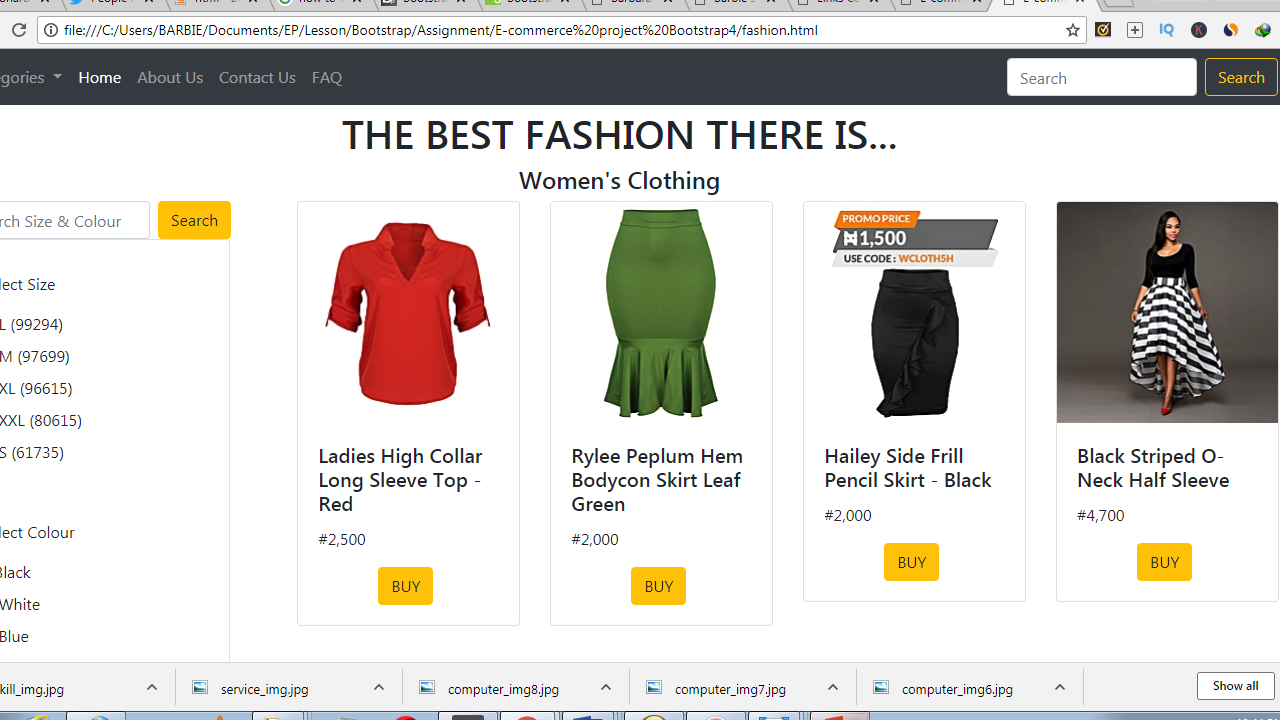 file:///C:/Users/BARBIE/Documents/EP/Lesson/Bootstrap/Assignment/E-commerce%20project%20Bootstrap4/fashion.html
gories Home About Us Contact Us FAQ Search Search
THE BEST FASHION THERE IS...
Women's Clothing
rch Size & Colour Search
lect Size
L (99294)
M (97699)
XL (96615)
XXL (80615)
S (61735)
lect Colour
Black
White
Blue
Ladies High Collar
Long Sleeve Top -
Red
#2,500
BUY
Rylee Peplum Hem
Bodycon Skirt Leaf
Green
#2,000
BUY
PROMO PRICE
₦1,500
USE CODE: WCLOTH5H
Hailey Side Frill
Pencil Skirt - Black
#2,000
BUY
Black Striped O-
Neck Half Sleeve
#4,700
BUY
kill_img.jpg service_img.jpg computer_img8.jpg computer_img7.jpg computer_img6.jpg Show all